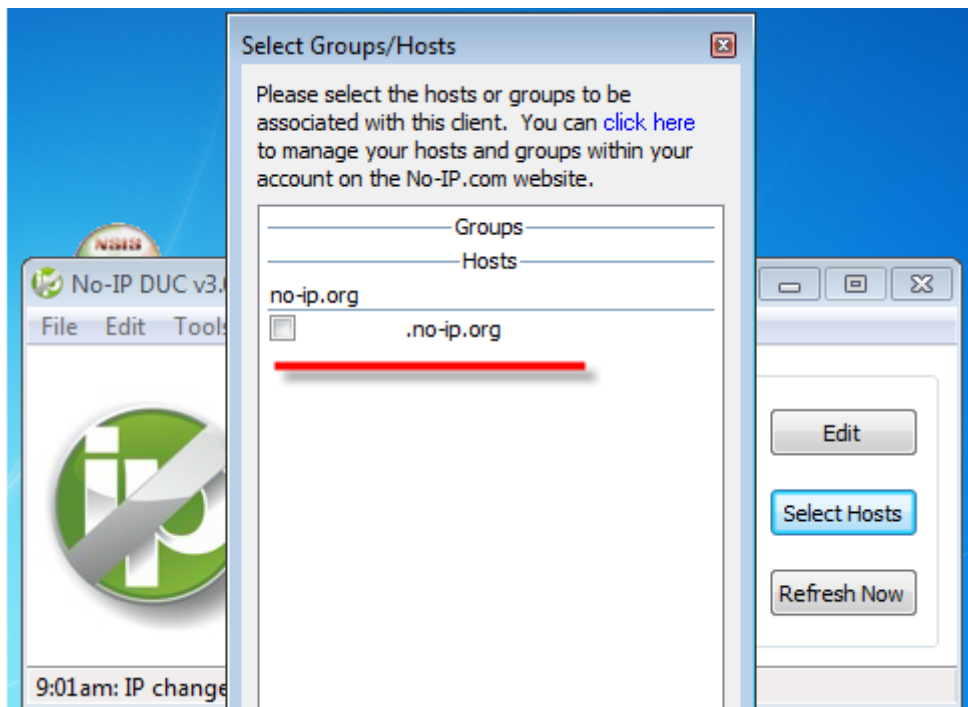 Select Groups/Hosts
Please select the hosts or groups to be
associated with this client. You can click here
to manage your hosts and groups within your
account on the No-IP.com website.
Groups
Hosts
no-ip.org
.no-ip.org
NSIS
No-IP DUC v3.
File Edit Tools
ip
Edit
Select Hosts
Refresh Now
9:01am: IP change